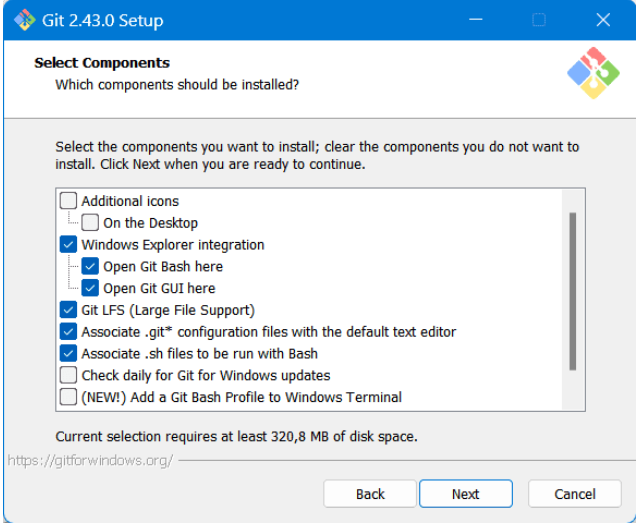 Git 2.43.0 Setup
Select Components
Which components should be installed?
Select the components you want to install; clear the components you do not want to
install. Click Next when you are ready to continue.
Additional icons
On the Desktop
Windows Explorer integration
Open Git Bash here
Open Git GUI here
Git LFS (Large File Support)
Associate .git* configuration files with the default text editor
Associate .sh files to be run with Bash
Check daily for Git for Windows updates
(NEW!) Add a Git Bash Profile to Windows Terminal
Current selection requires at least 320,8 MB of disk space.
https://gitforwindows.org/
Back Next Cancel